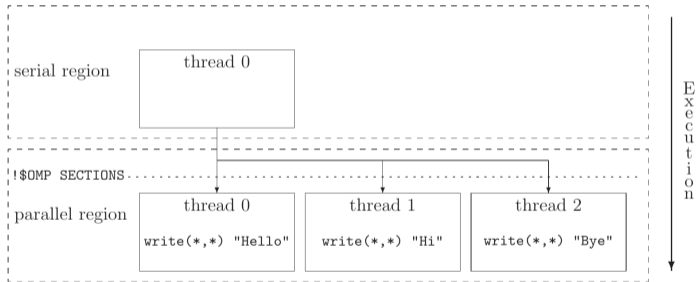 thread 0
serial region
Execution
!$OMP SECTIONS
thread 0 thread 1 thread 2
parallel region
write(*,*) "Hello" write(*,*) "Hi" write(*,*) "Bye"